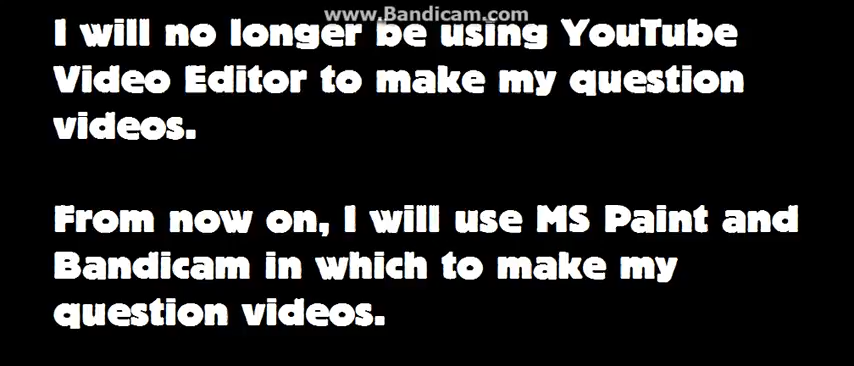 www.Bandicam.com
I will no longer be using YouTube
Video Editor to make my question
videos.
From now on, I will use MS Paint and
Bandicam in which to make my
question videos.